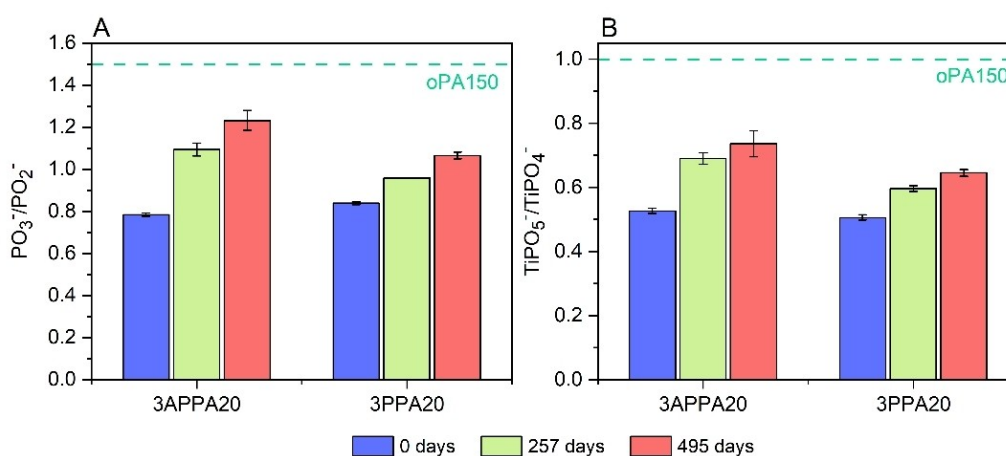 A
PO₃⁻/PO₂⁻
1.6
1.4
1.2
1.0
0.8
0.6
0.4
0.2
0.0
oPA150
3APPA20
3PPA20
B
TiPO₅⁻/TiPO₄⁻
1.0
0.8
0.6
0.4
0.2
0.0
oPA150
3APPA20
3PPA20
0 days
257 days
495 days